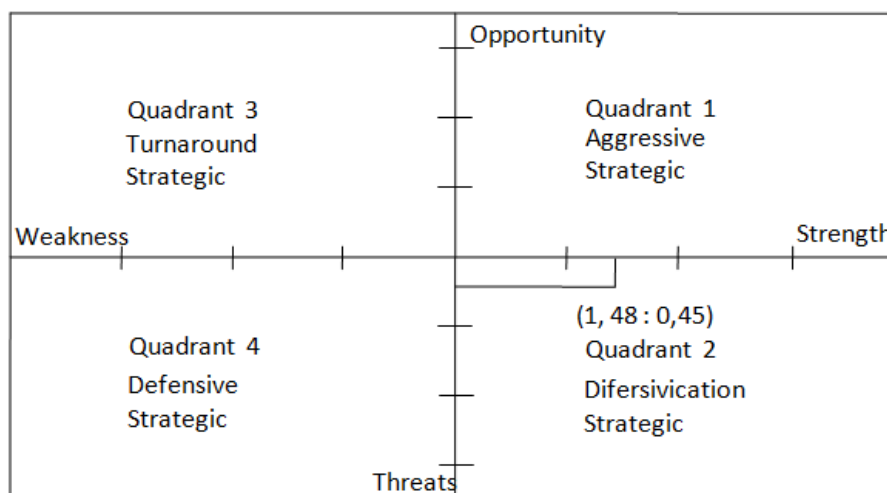 Opportunity
Quadrant 3
Turnaround
Strategic
Quadrant 1
Aggressive
Strategic
Weakness
Strength
(1, 48 : 0,45)
Quadrant 4
Defensive
Strategic
Quadrant 2
Difersivication
Strategic
Threats